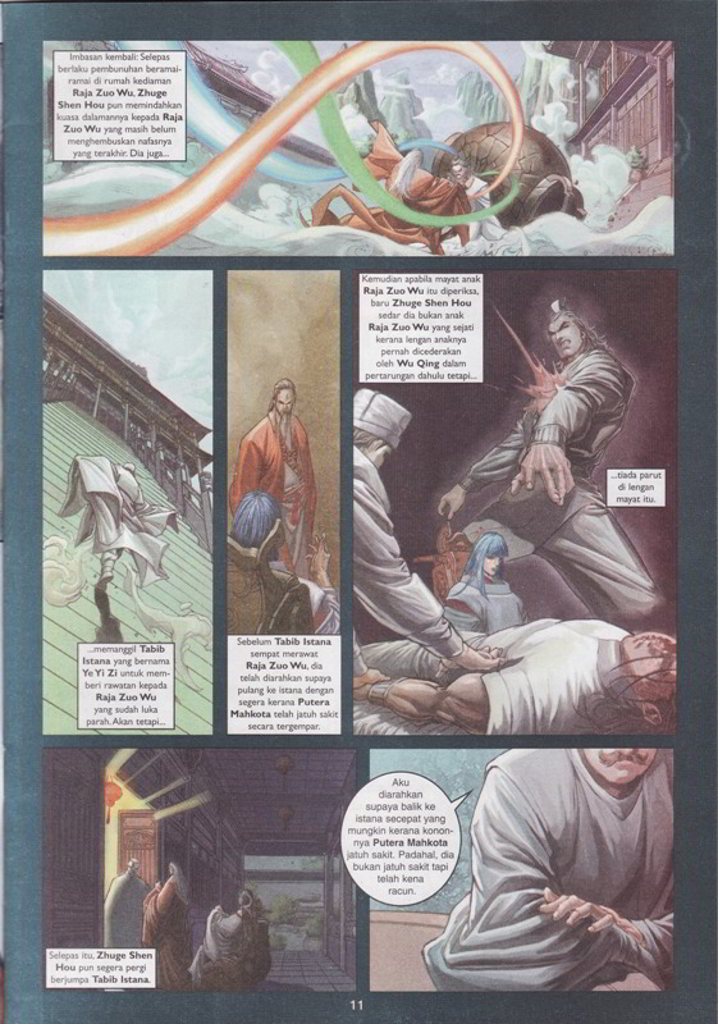 Imbasan kembali: Selepas
berlaku pembunuhan beramai-
ramai di rumah kediaman
Raja Zuo Wu, Zhuge
Shen Hou pun memindahkan
kuasa dalamannya kepada Raja
Zuo Wu yang masih belum
menghembuskan nafasnya
yang terakhir. Dia juga...
...memanggil Tabib
Istana yang bernama
Ye Yi Zi untuk mem-
beri rawatan kepada
Raja Zuo Wu
yang sudah luka
parah. Akan tetapi...
Sebelum Tabib Istana
sempat merawat
Raja Zuo Wu, dia
telah diarahkan supaya
pulang ke istana dengan
segera kerana Putera
Mahkota telah jatuh sakit
secara tergempar.
Kemudian apabila mayat anak
Raja Zuo Wu itu diperiksa,
baru Zhuge Shen Hou
sedar dia bukan anak
Raja Zuo Wu yang sejati
kerana lengan anaknya
pernah dicederakan
oleh Wu Qing dalam
pertarungan dahulu tetapi...
...tiada parut
di lengan
mayat itu.
Selepas itu, Zhuge Shen
Hou pun segera pergi
berjumpa Tabib Istana.
Aku
diarahkan
supaya balik ke
istana secepat yang
mungkin kerana konon-
nya Putera Mahkota
jatuh sakit. Padahal, dia
bukan jatuh sakit tapi
telah kena
racun.
11